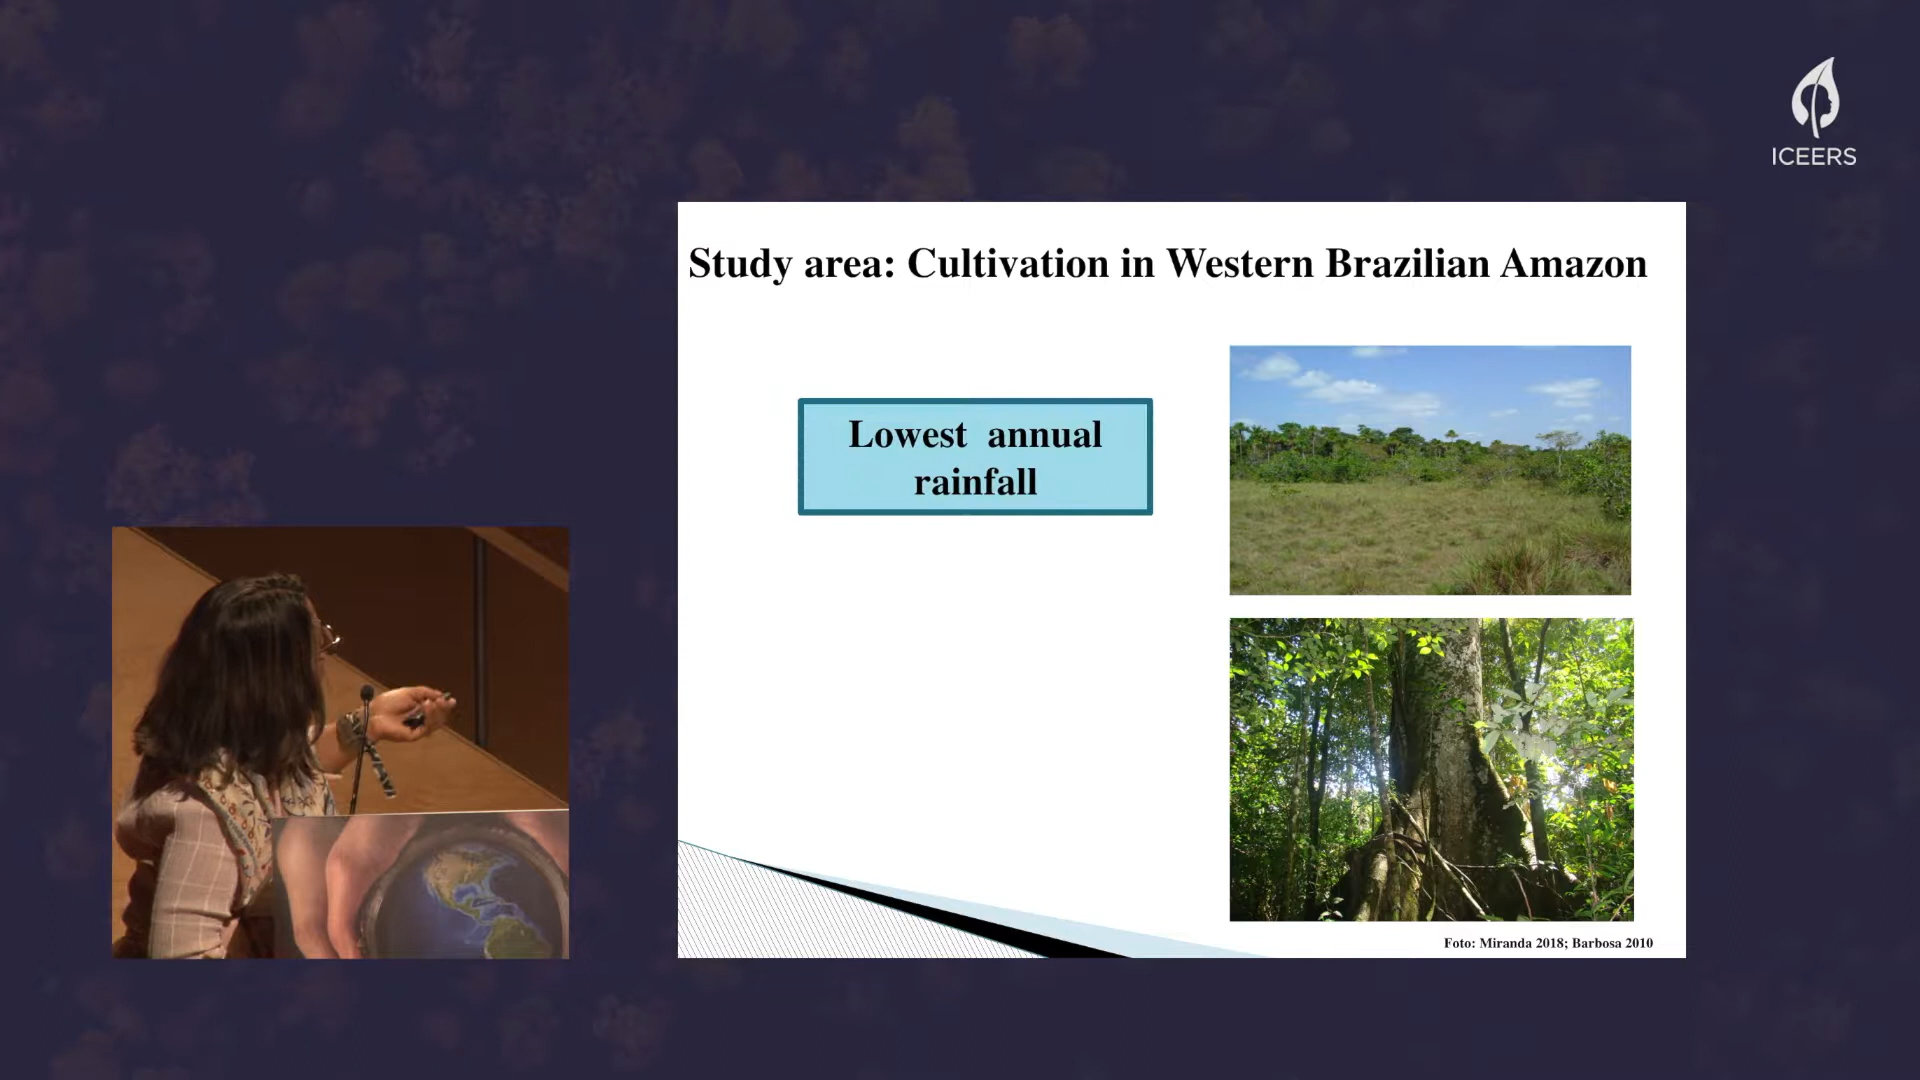 ICEERS
Study area: Cultivation in Western Brazilian Amazon
Lowest annual
rainfall
Foto: Miranda 2018; Barbosa 2010